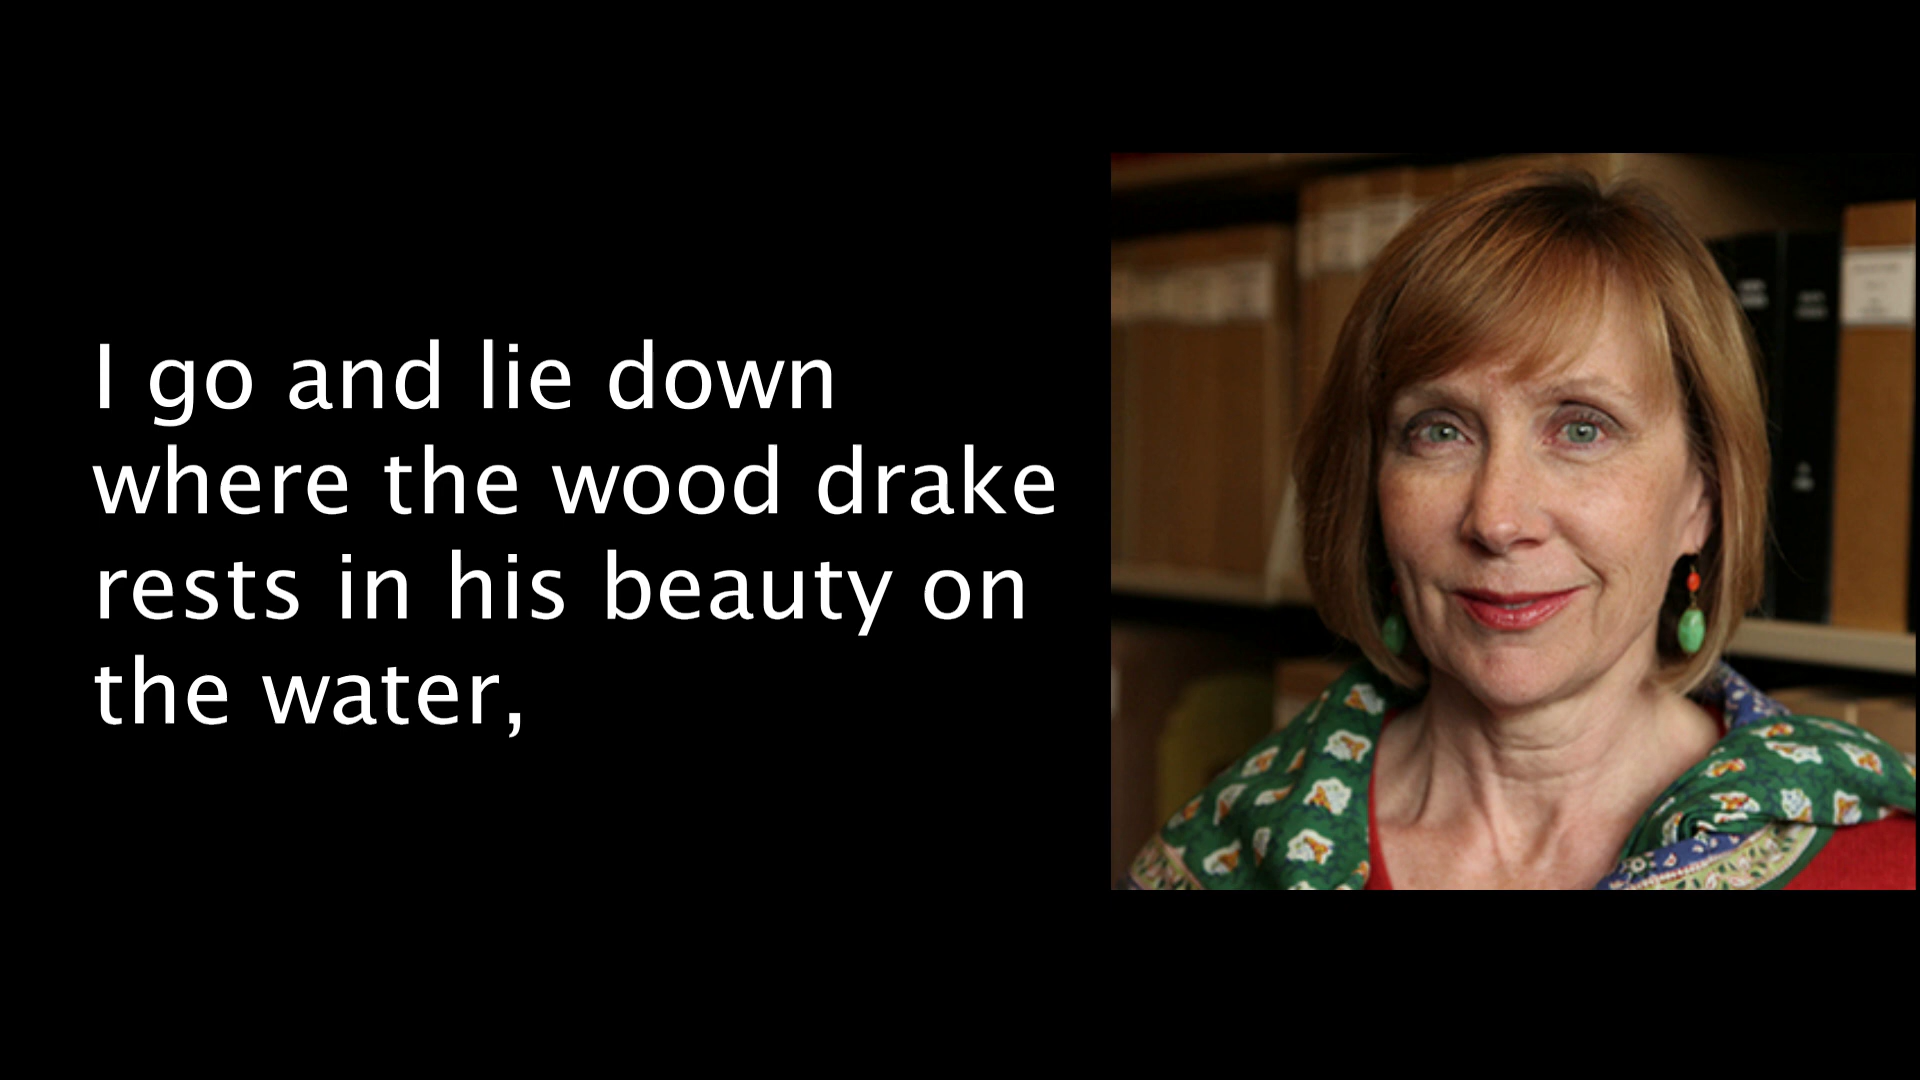 I go and lie down
where the wood drake
rests in his beauty on
the water,